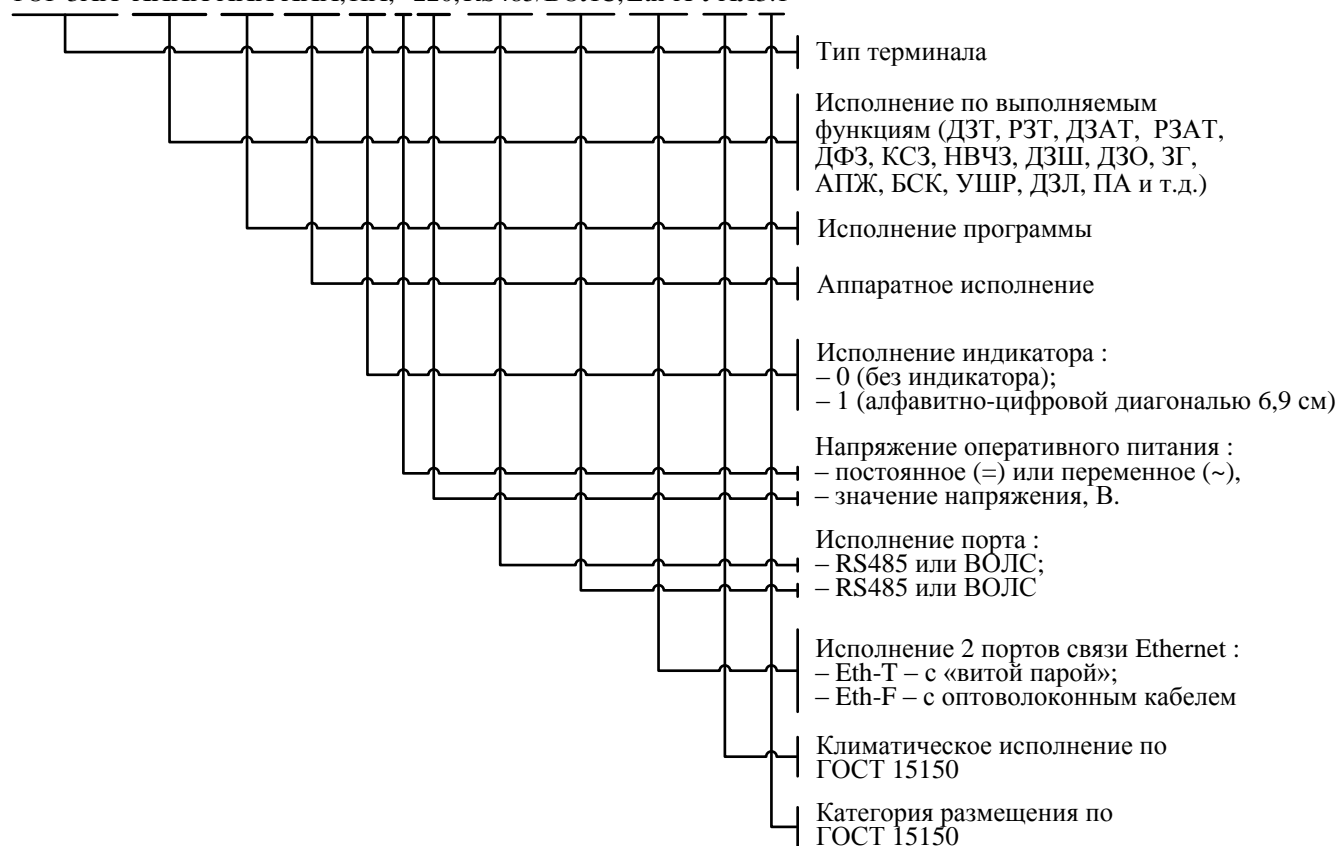 Тип терминала
Исполнение по выполняемым
функциям (ДЗТ, РЗТ, ДЗАТ, РЗАТ,
ДФЗ, КСЗ, НВЧЗ, ДЗШ, ДЗО, ЗГ,
АПЖ, БСК, УШР, ДЗЛ, ПА и т.д.)
Исполнение программы
Аппаратное исполнение
Исполнение индикатора :
– 0 (без индикатора);
– 1 (алфавитно-цифровой диагональю 6,9 см)
Напряжение оперативного питания :
– постоянное (=) или переменное (~),
– значение напряжения, В.
Исполнение порта :
– RS485 или ВОЛС;
– RS485 или ВОЛС
Исполнение 2 портов связи Ethernet :
– Eth-T – с «витой парой»;
– Eth-F – с оптоволоконным кабелем
Климатическое исполнение по
ГОСТ 15150
Категория размещения по
ГОСТ 15150